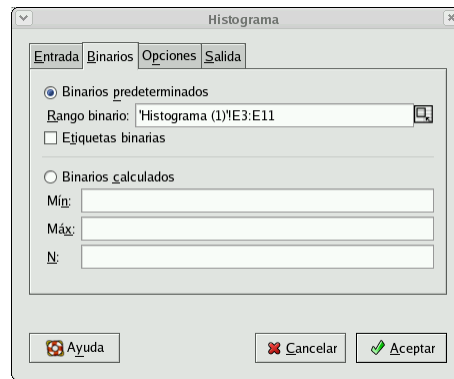 Histograma
Entrada Binarios Opciones Salida
Binarios predeterminados
Rango binario: 'Histograma (1)'!E3:E11
Etiquetas binarias
Binarios calculados
Mín:
Máx:
N:
Ayuda Cancelar Aceptar